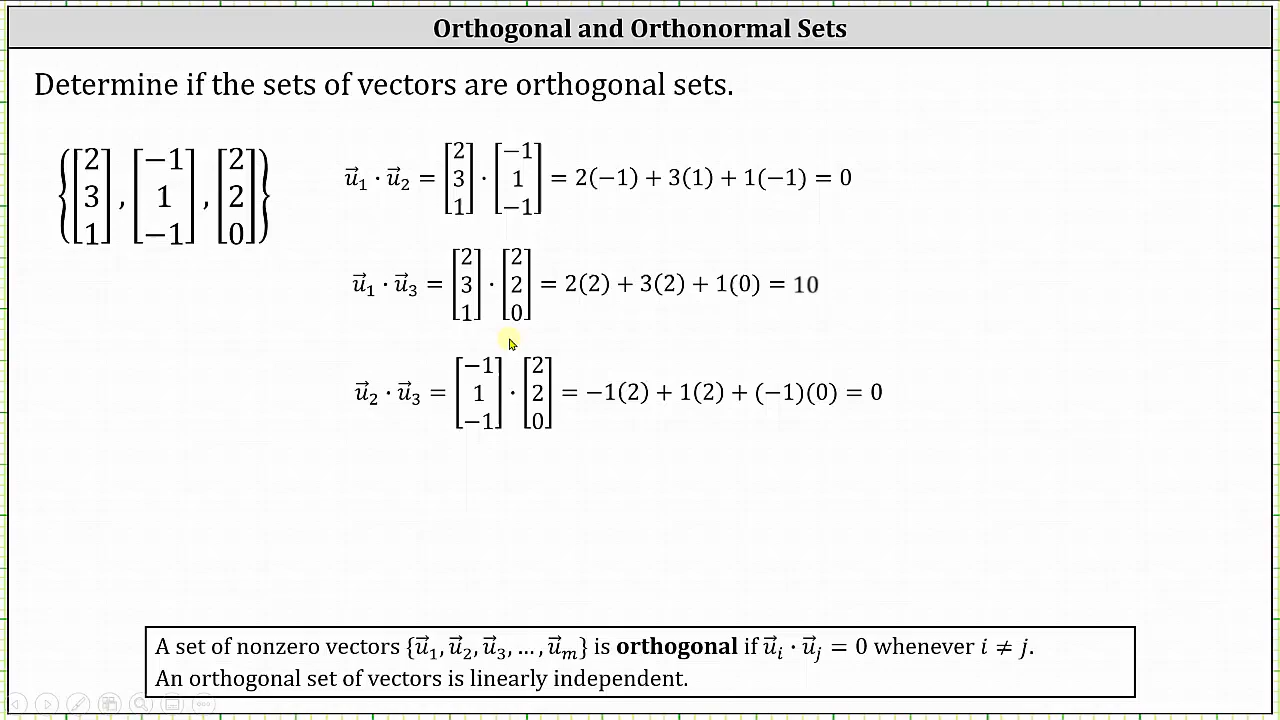 Orthogonal and Orthonormal Sets
Determine if the sets of vectors are orthogonal sets.
{[2 3 1], [−1 1 −1], [2 2 0]}
u⃗₁ · u⃗₂ = [2 3 1] · [−1 1 −1] = 2(−1) + 3(1) + 1(−1) = 0
u⃗₁ · u⃗₃ = [2 3 1] · [2 2 0] = 2(2) + 3(2) + 1(0) = 10
u⃗₂ · u⃗₃ = [−1 1 −1] · [2 2 0] = −1(2) + 1(2) + (−1)(0) = 0
A set of nonzero vectors {u⃗₁, u⃗₂, u⃗₃, …, u⃗ₘ} is orthogonal if u⃗ᵢ · u⃗ⱼ = 0 whenever i ≠ j.
An orthogonal set of vectors is linearly independent.